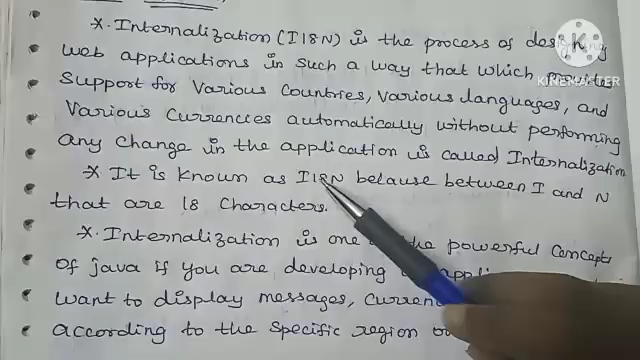 *. Internalization (I18N) is the process of
web applications in such a way that which
support for Various Countries, Various languages, and
Various Currencies automatically without performing
any change in the application is called Internalization
* It is known as I18N because between I and N
that are 18 Characters.
*. Internalization is one the powerful concepts
of java if you are developing
want to display messages,
according to the specific region
KINEMASTER